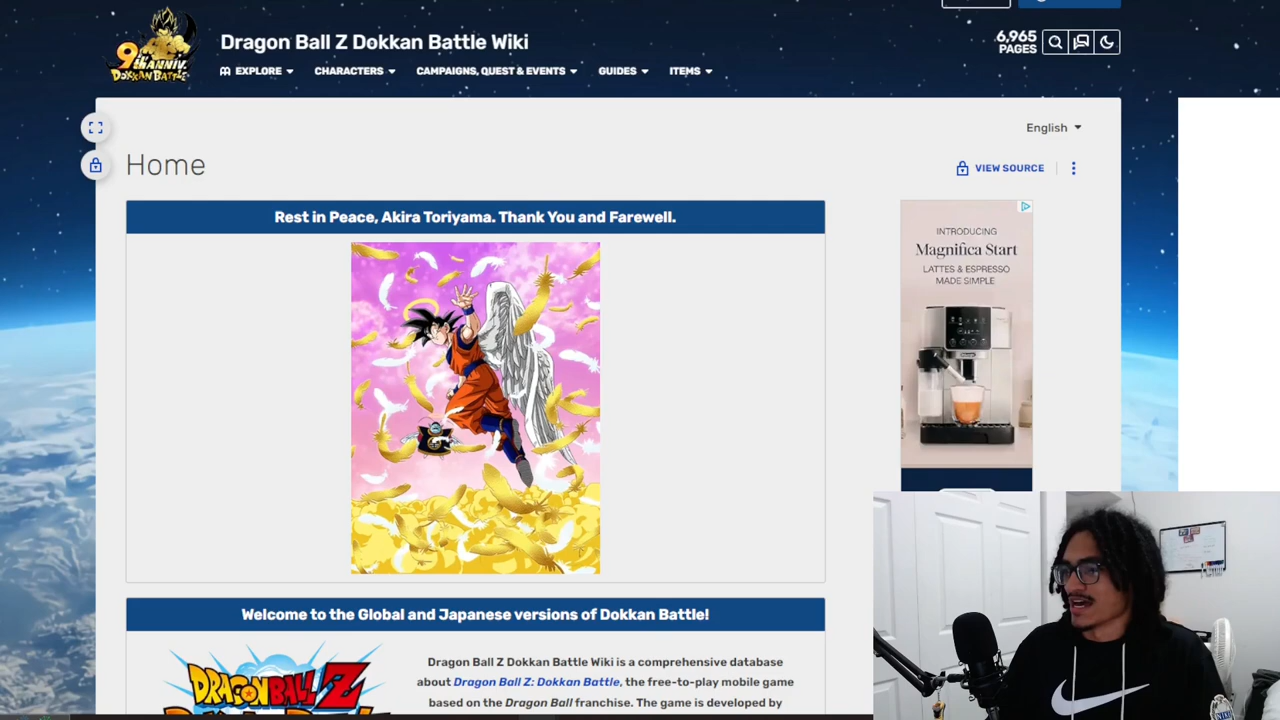 9
thANNIV.
DOKKAN BATTLE
Dragon Ball Z Dokkan Battle Wiki
6,965
PAGES
EXPLORE
CHARACTERS
CAMPAIGNS, QUEST & EVENTS
GUIDES
ITEMS
English
Home
VIEW SOURCE
Rest in Peace, Akira Toriyama. Thank You and Farewell.
INTRODUCING
Magnifica Start
LATTES & ESPRESSO
MADE SIMPLE
Welcome to the Global and Japanese versions of Dokkan Battle!
DRAGON BALL Z
Dragon Ball Z Dokkan Battle Wiki is a comprehensive database
about Dragon Ball Z: Dokkan Battle, the free-to-play mobile game
based on the Dragon Ball franchise. The game is developed by